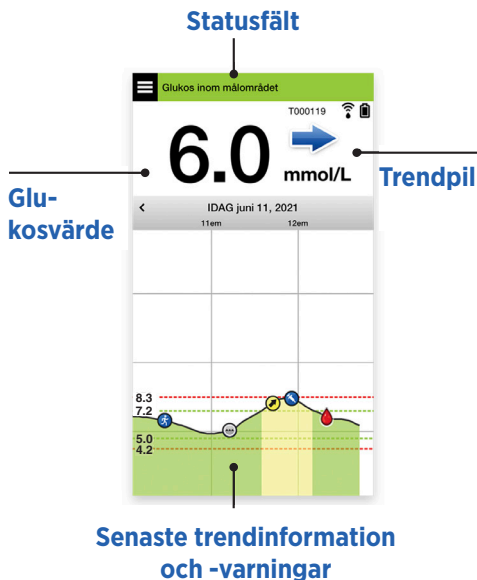 Statusfält
Glukos inom målområdet
T000119
6.0
mmol/L
Glu-
kosvärde
Trendpil
< IDAG juni 11, 2021
11em 12em
8.3
7.2
5.0
4.2
Senaste trendinformation
och -varningar